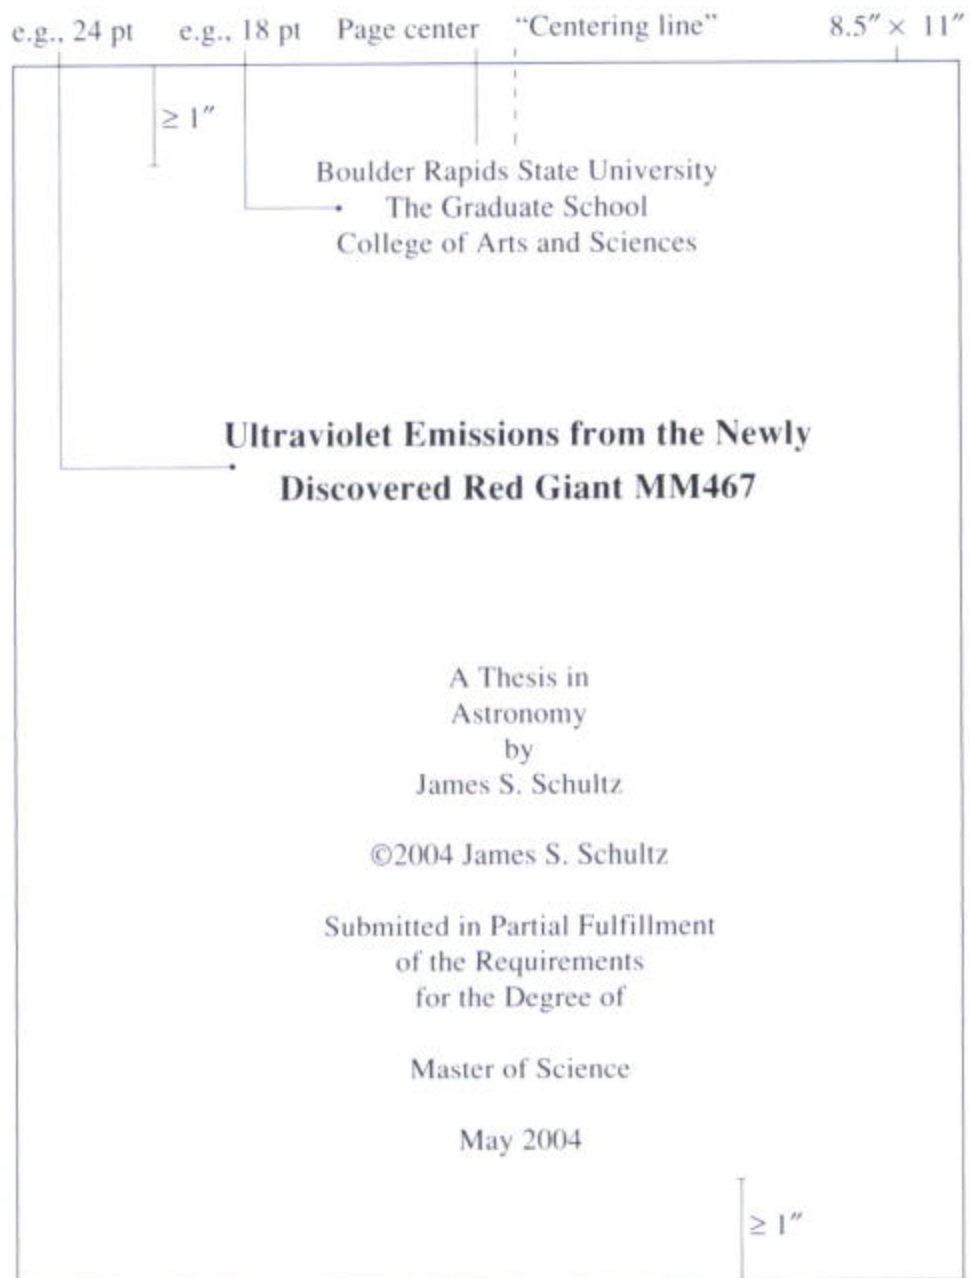 e.g., 24 pt e.g., 18 pt Page center “Centering line” 8.5″ × 11″
≥ 1″
Boulder Rapids State University
The Graduate School
College of Arts and Sciences
Ultraviolet Emissions from the Newly
Discovered Red Giant MM467
A Thesis in
Astronomy
by
James S. Schultz
©2004 James S. Schultz
Submitted in Partial Fulfillment
of the Requirements
for the Degree of
Master of Science
May 2004
≥ 1″